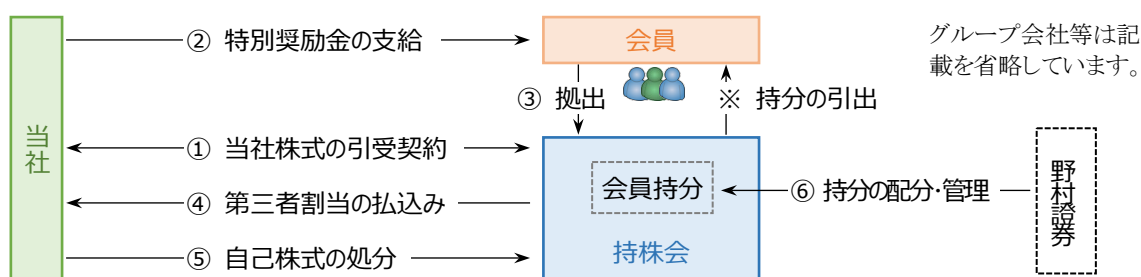 ② 特別奨励金の支給
会員
グループ会社等は記
載を省略しています。
③ 拠出
※ 持分の引出
当社
① 当社株式の引受契約
会員持分
⑥ 持分の配分･管理
野村證券
④ 第三者割当の払込み
⑤ 自己株式の処分
持株会